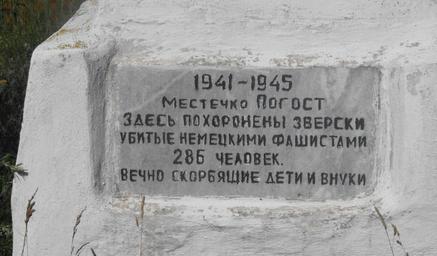 1941-1945
Местечко Погост
Здесь похоронены зверски
убитые немецкими фашистами
286 человек.
Вечно скорбящие дети и внуки